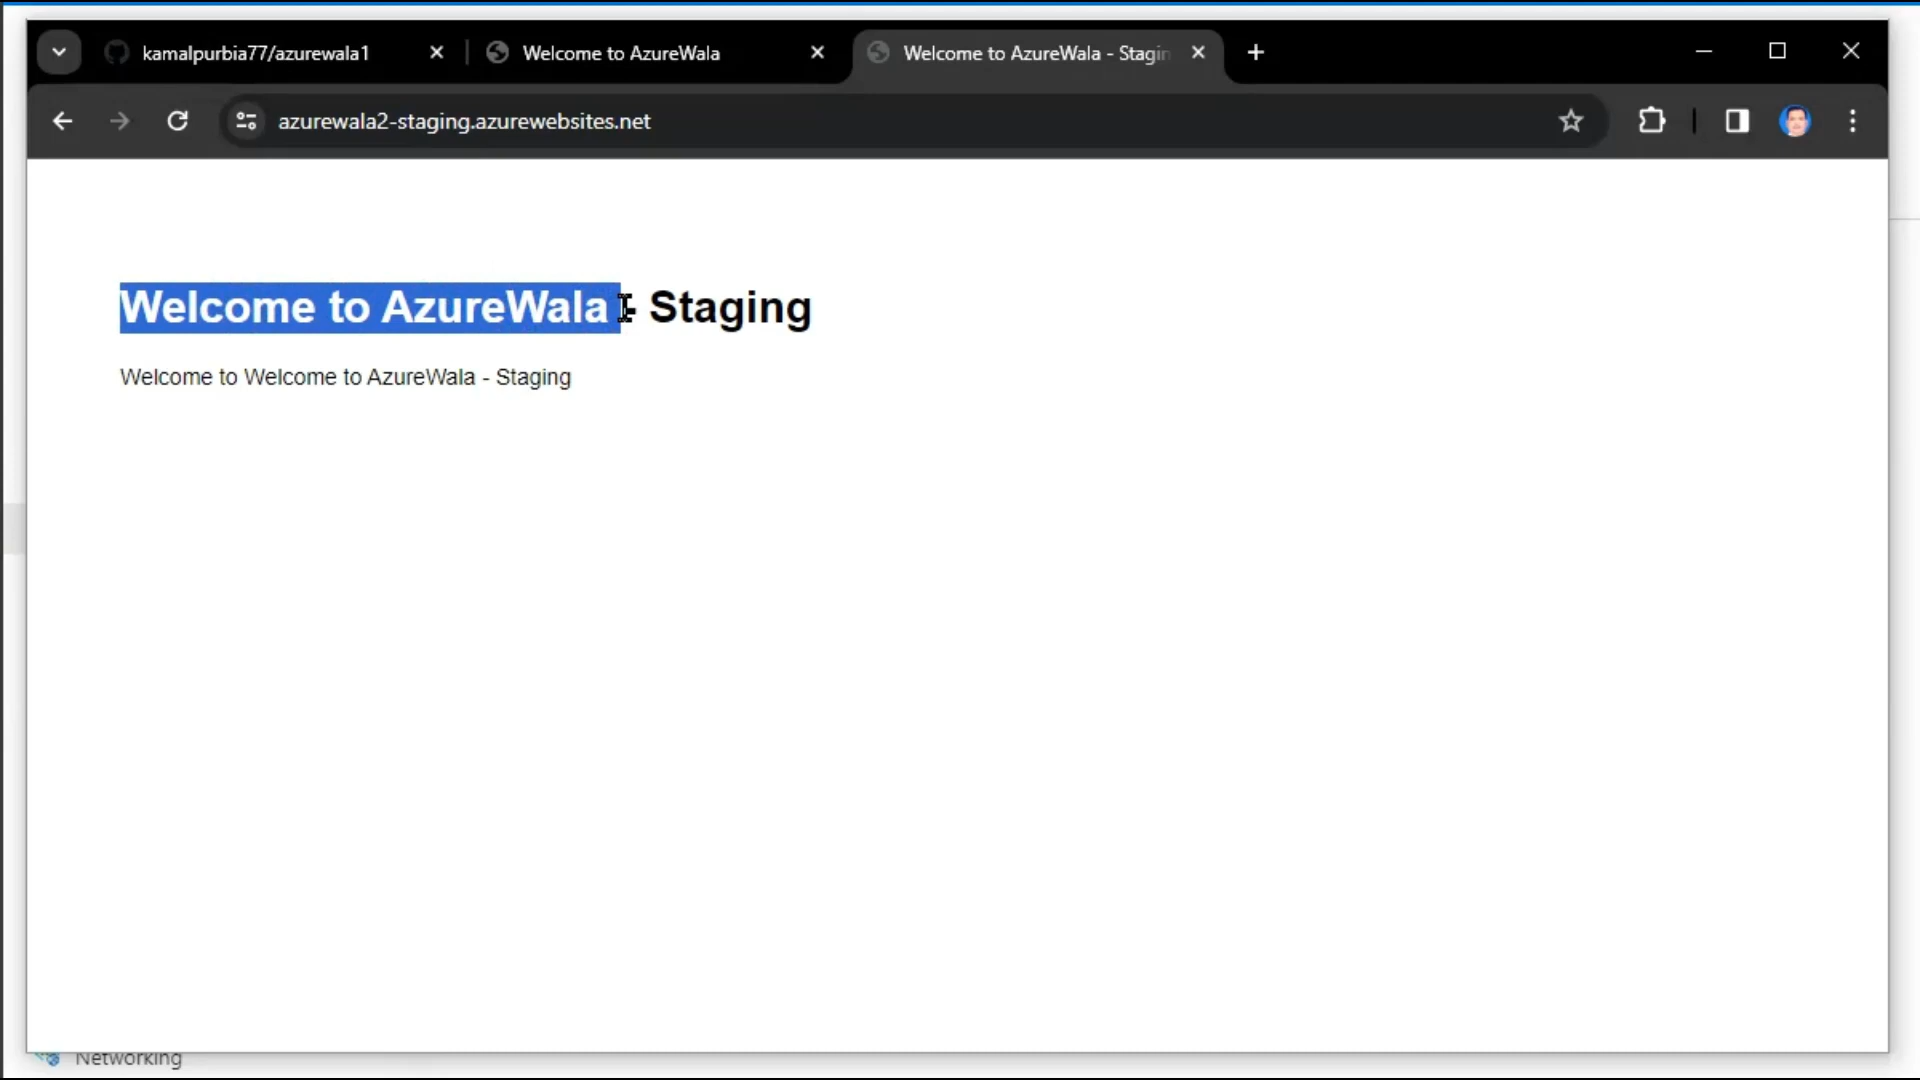 kamalpurbia77/azurewala1
Welcome to AzureWala
Welcome to AzureWala - Stagin
azurewala2-staging.azurewebsites.net
Welcome to AzureWala - Staging
Welcome to Welcome to AzureWala - Staging
Networking